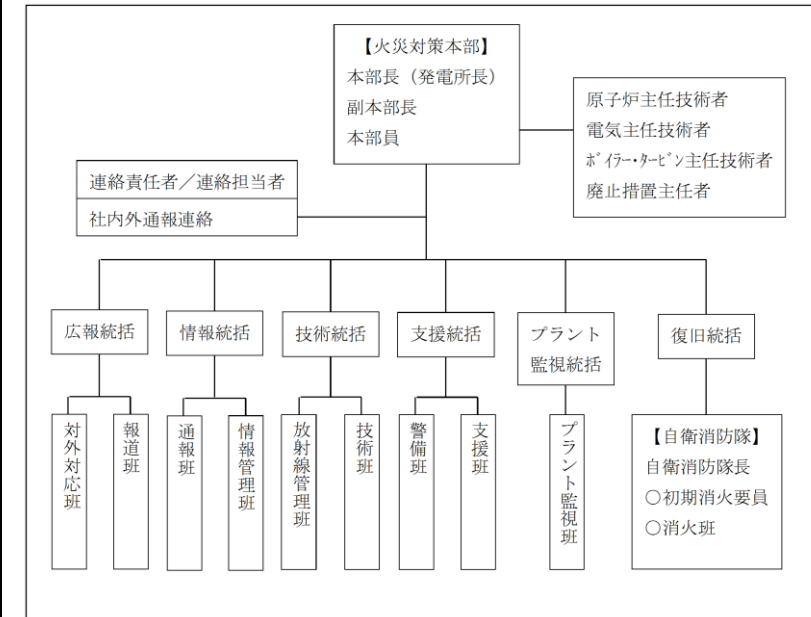 【火災対策本部】
本部長（発電所長）
副本部長
本部員
原子炉主任技術者
電気主任技術者
ﾎﾞｲﾗｰ･ﾀｰﾋﾞﾝ主任技術者
廃止措置主任者
連絡責任者／連絡担当者
社内外通報連絡
広報統括
情報統括
技術統括
支援統括
プラント
監視統括
復旧統括
対外対応班
報道班
通報班
情報管理班
放射線管理班
技術班
警備班
支援班
プラント監視班
【自衛消防隊】
自衛消防隊長
○初期消火要員
○消火班